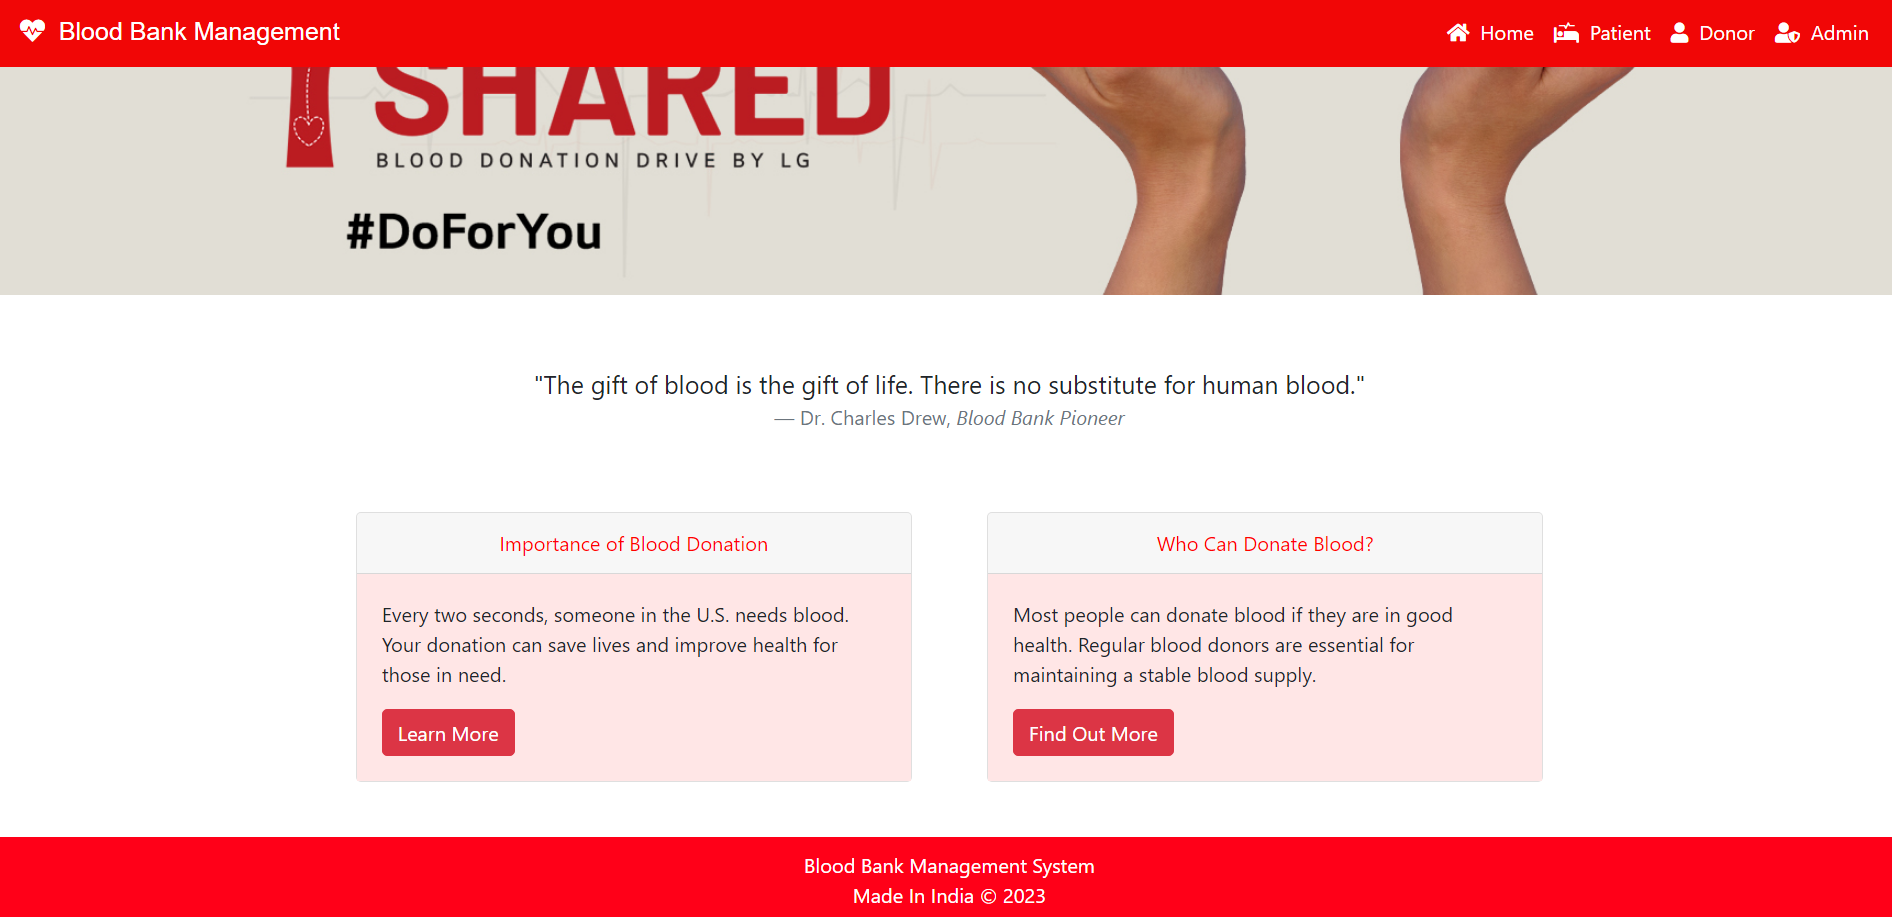 Blood Bank Management
Home Patient Donor Admin
SHARED
BLOOD DONATION DRIVE BY LG
#DoForYou
"The gift of blood is the gift of life. There is no substitute for human blood."
— Dr. Charles Drew, Blood Bank Pioneer
Importance of Blood Donation
Every two seconds, someone in the U.S. needs blood.
Your donation can save lives and improve health for
those in need.
Learn More
Who Can Donate Blood?
Most people can donate blood if they are in good
health. Regular blood donors are essential for
maintaining a stable blood supply.
Find Out More
Blood Bank Management System
Made In India © 2023